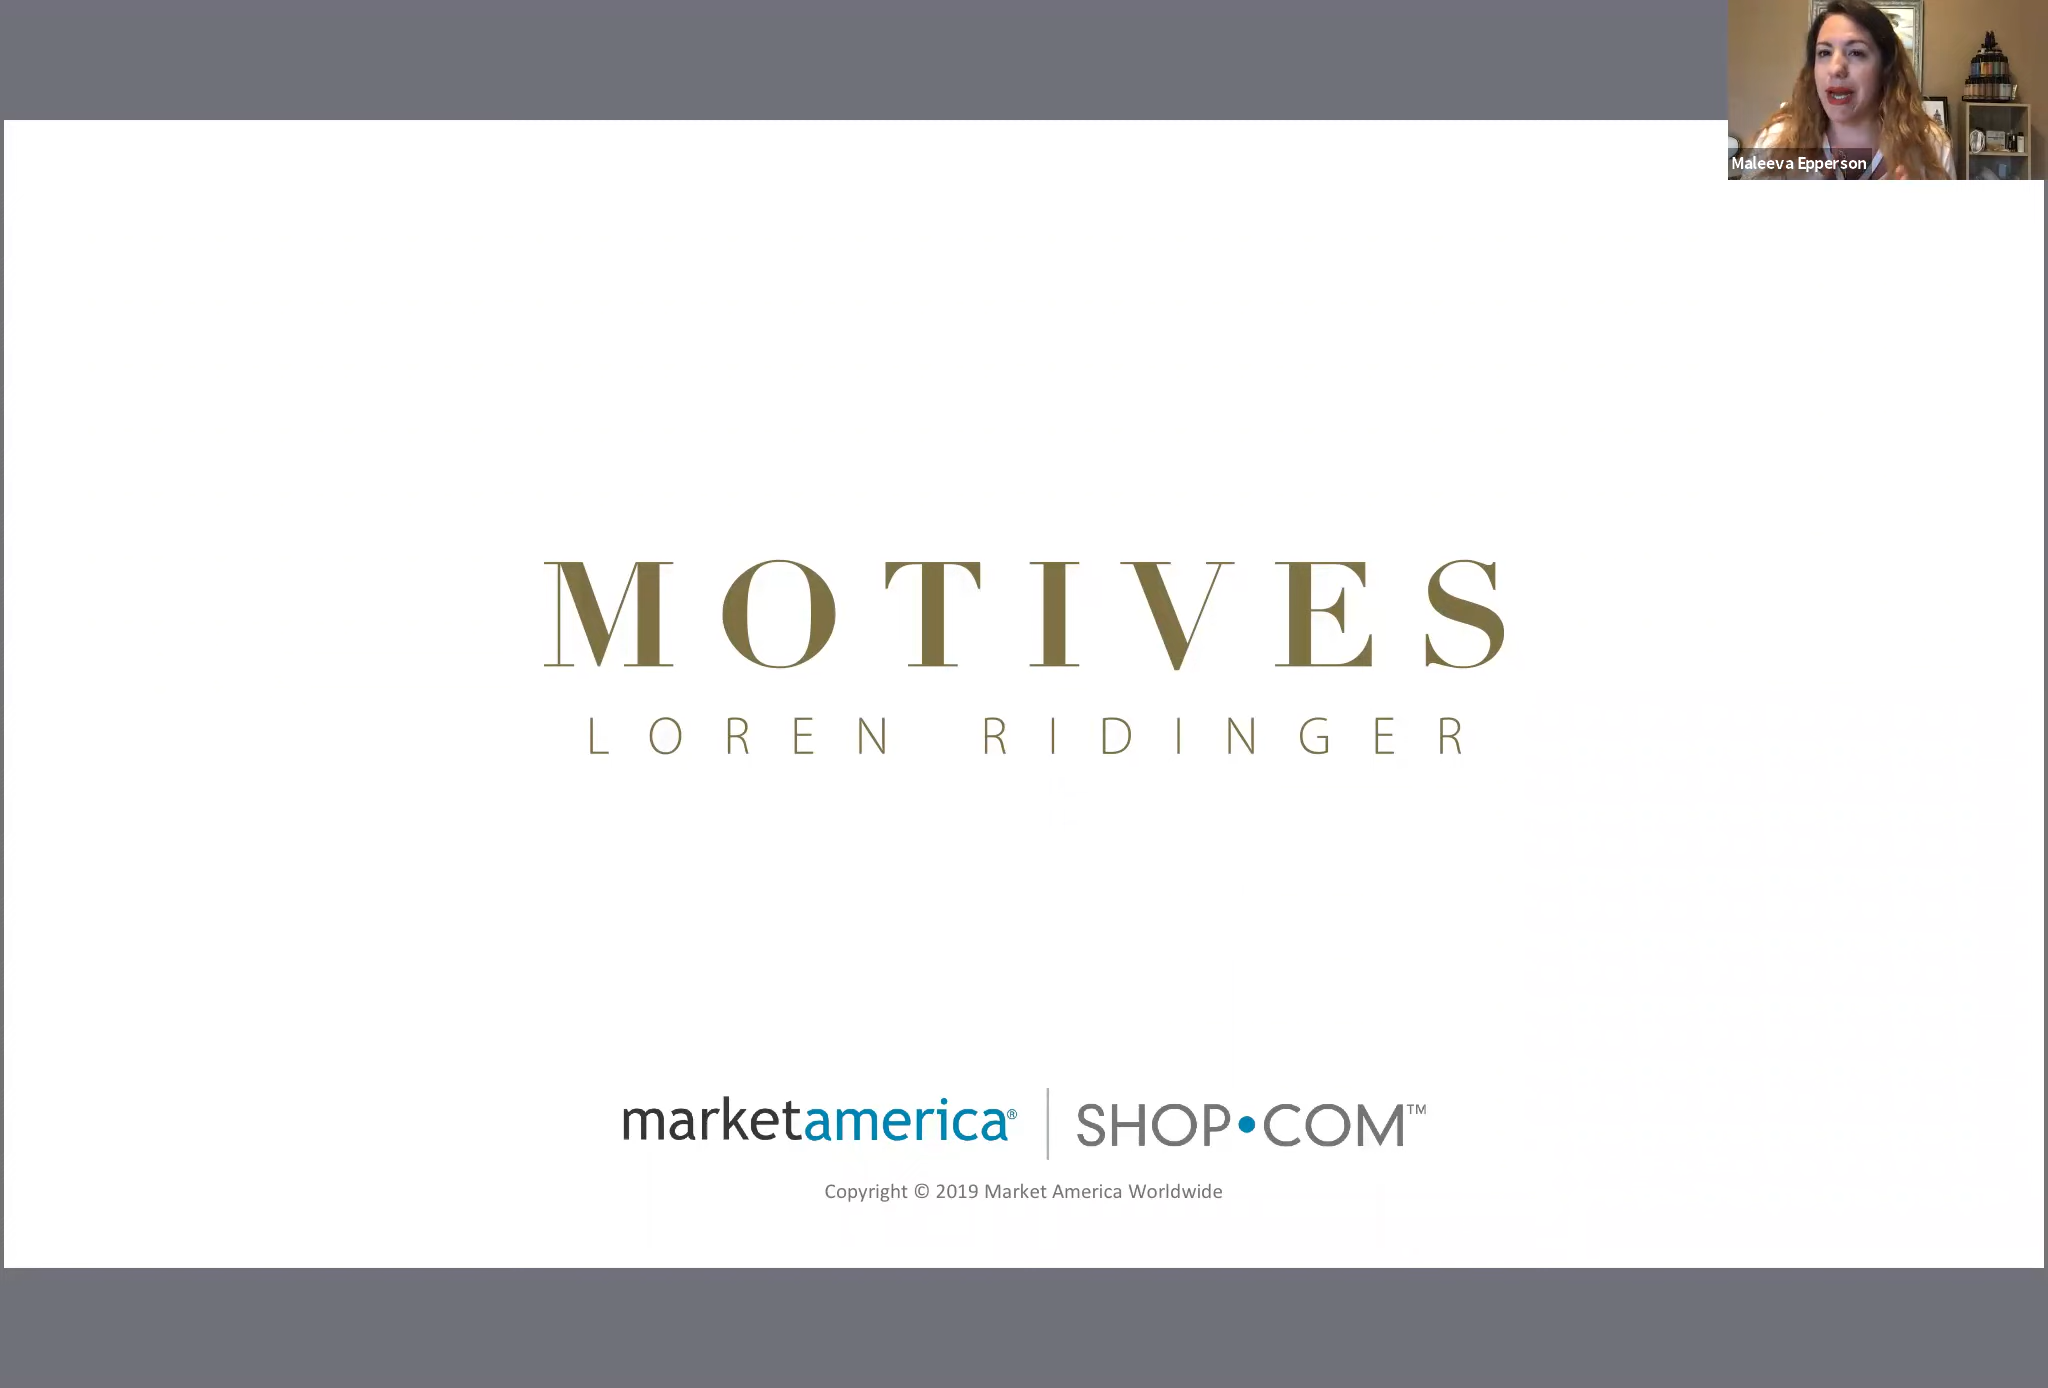 Maleeva Epperson
MOTIVES
LOREN RIDINGER
marketamerica® | SHOP•COM™
Copyright © 2019 Market America Worldwide